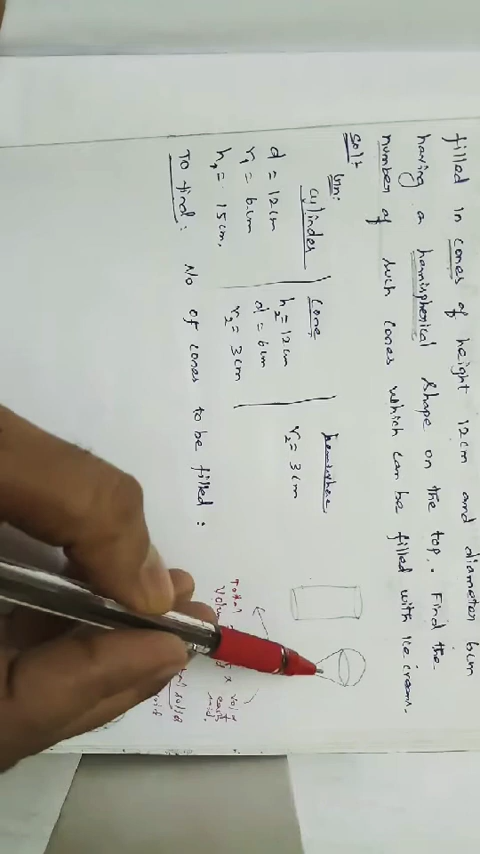 filled in cones of height 12cm and diameter 6cm
having a hemispherical shape on the top.. Find the
number of such cones which can be filled with ice cream.
Sol:
Gn:
Cylinder
d = 12cm
r₁ = 6cm
h₁ = 15cm,
Cone
h₂ = 12cm
d = 6cm
r₂ = 3cm
Hemisphere
r₂ = 3cm
To find: No of cones to be filled:
Total
x